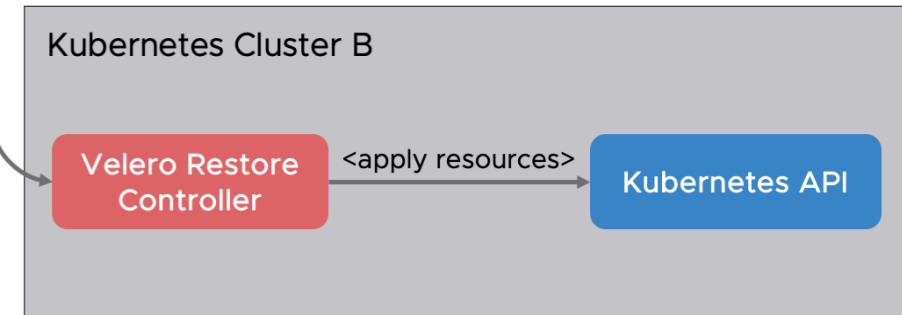 Kubernetes Cluster B
Velero Restore
Controller
<apply resources>
Kubernetes API